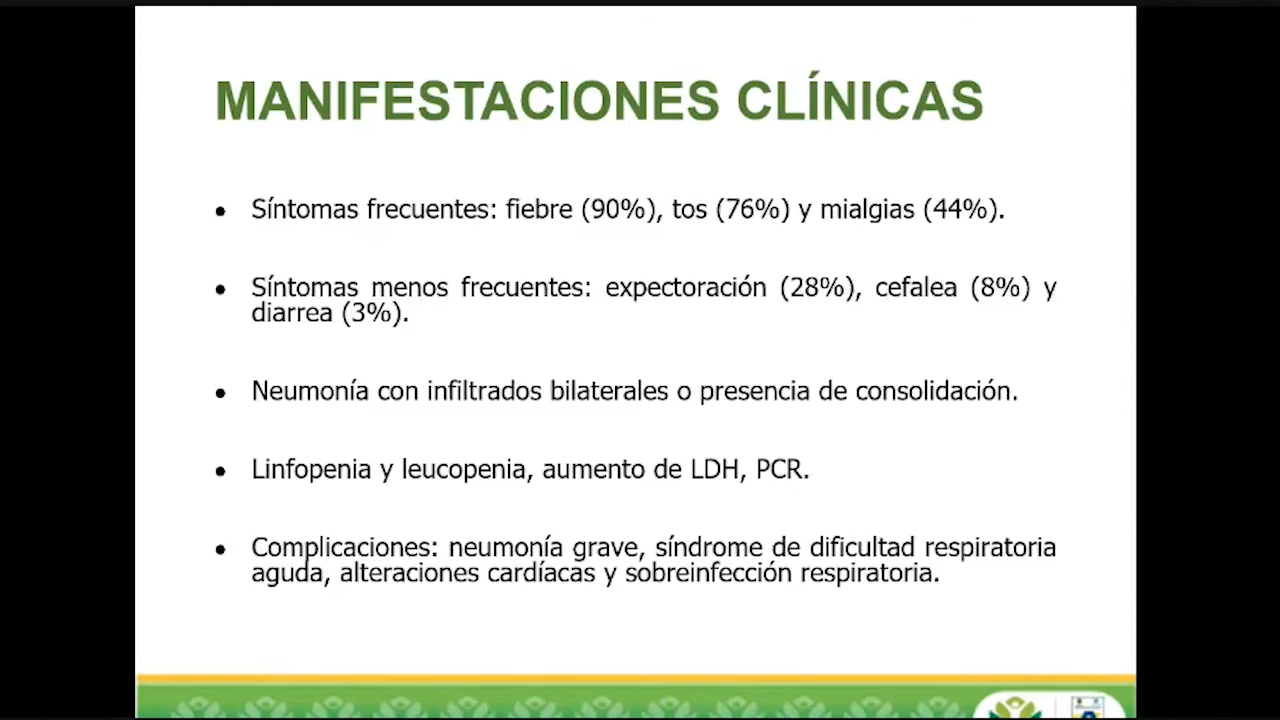 MANIFESTACIONES CLÍNICAS
• Síntomas frecuentes: fiebre (90%), tos (76%) y mialgias (44%).
• Síntomas menos frecuentes: expectoración (28%), cefalea (8%) y
diarrea (3%).
• Neumonía con infiltrados bilaterales o presencia de consolidación.
• Linfopenia y leucopenia, aumento de LDH, PCR.
• Complicaciones: neumonía grave, síndrome de dificultad respiratoria
aguda, alteraciones cardíacas y sobreinfección respiratoria.